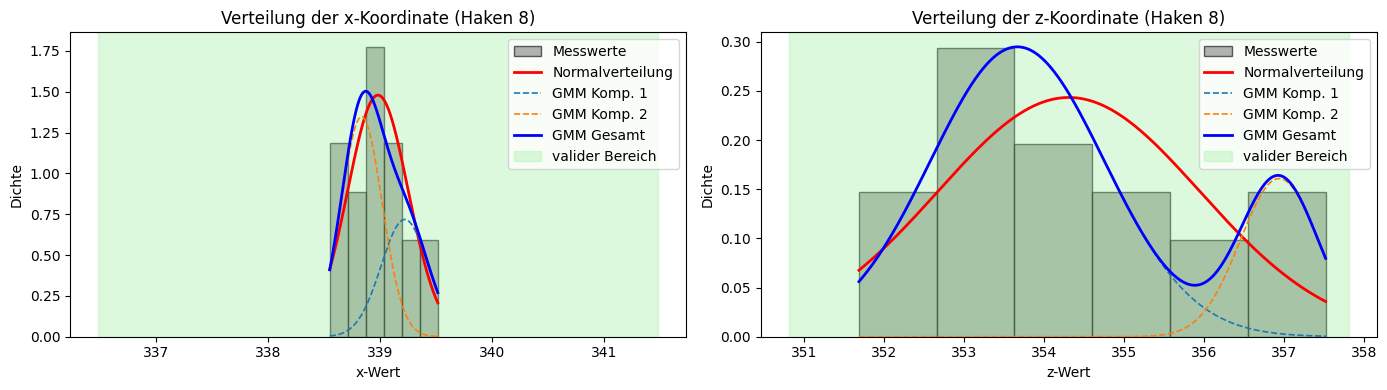 Verteilung der x-Koordinate (Haken 8)
Dichte
1.75
1.50
1.25
1.00
0.75
0.50
0.25
0.00
337
338
339
340
341
x-Wert
Messwerte
Normalverteilung
GMM Komp. 1
GMM Komp. 2
GMM Gesamt
valider Bereich
Verteilung der z-Koordinate (Haken 8)
Dichte
0.30
0.25
0.20
0.15
0.10
0.05
0.00
351
352
353
354
355
356
357
358
z-Wert
Messwerte
Normalverteilung
GMM Komp. 1
GMM Komp. 2
GMM Gesamt
valider Bereich